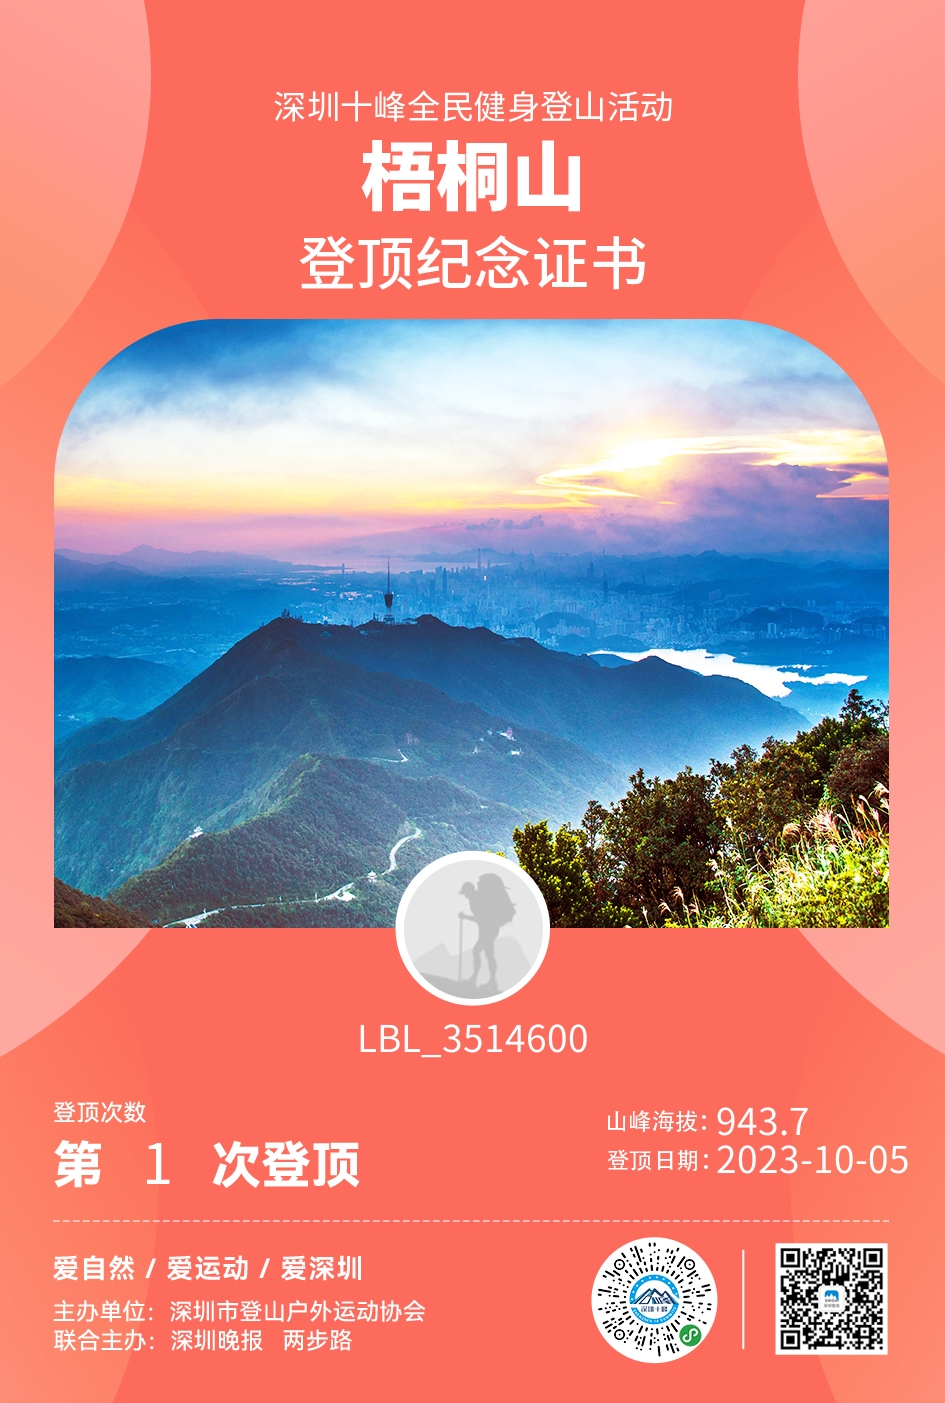 深圳十峰全民健身登山活动
梧桐山
登顶纪念证书
LBL_3514600
登顶次数
第 1 次登顶
山峰海拔：943.7
登顶日期：2023-10-05
爱自然 / 爱运动 / 爱深圳
主办单位：深圳市登山户外运动协会
联合主办：深圳晚报 两步路
深圳十峰